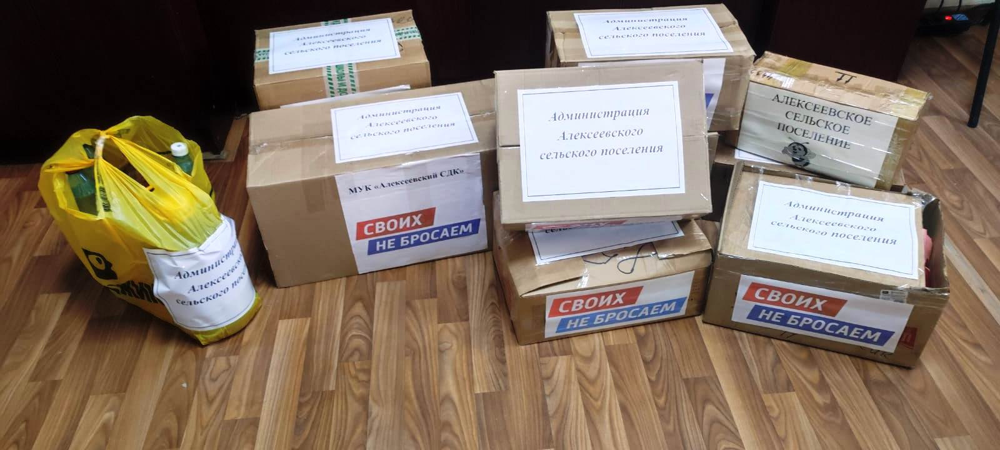 Администрация
Алексеевского
сельского поселения
Администрация
Алексеевского
сельского поселения
Администрация
Алексеевского
сельского поселения
МУК «Алексеевский СДК»
СВОИХ
НЕ БРОСАЕМ
Администрация
Алексеевского
сельского поселения
СВОИХ
НЕ БРОСАЕМ
АЛЕКСЕЕВСКОЕ
СЕЛЬСКОЕ
ПОСЕЛЕНИЕ
Администрация
Алексеевского
сельского поселения
СВОИХ
НЕ БРОСАЕМ
Администрация
Алексеевского
сельского